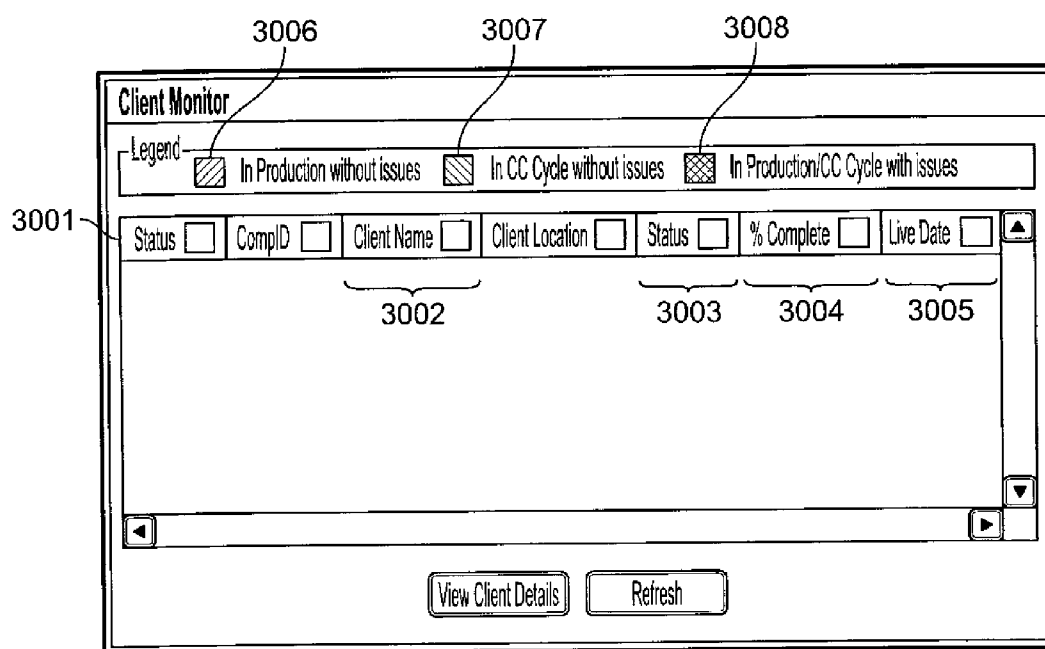 3006 3007 3008
Client Monitor
Legend
In Production without issues In CC Cycle without issues In Production/CC Cycle with issues
3001
Status CompID Client Name Client Location Status % Complete Live Date
3002 3003 3004 3005
View Client Details Refresh